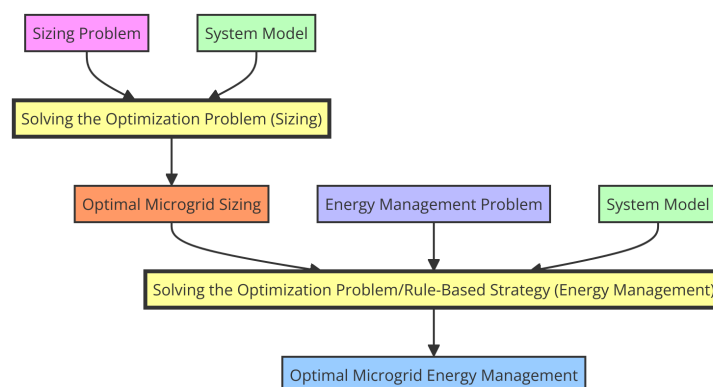 Sizing Problem
System Model
Solving the Optimization Problem (Sizing)
Optimal Microgrid Sizing
Energy Management Problem
System Model
Solving the Optimization Problem/Rule-Based Strategy (Energy Management)
Optimal Microgrid Energy Management